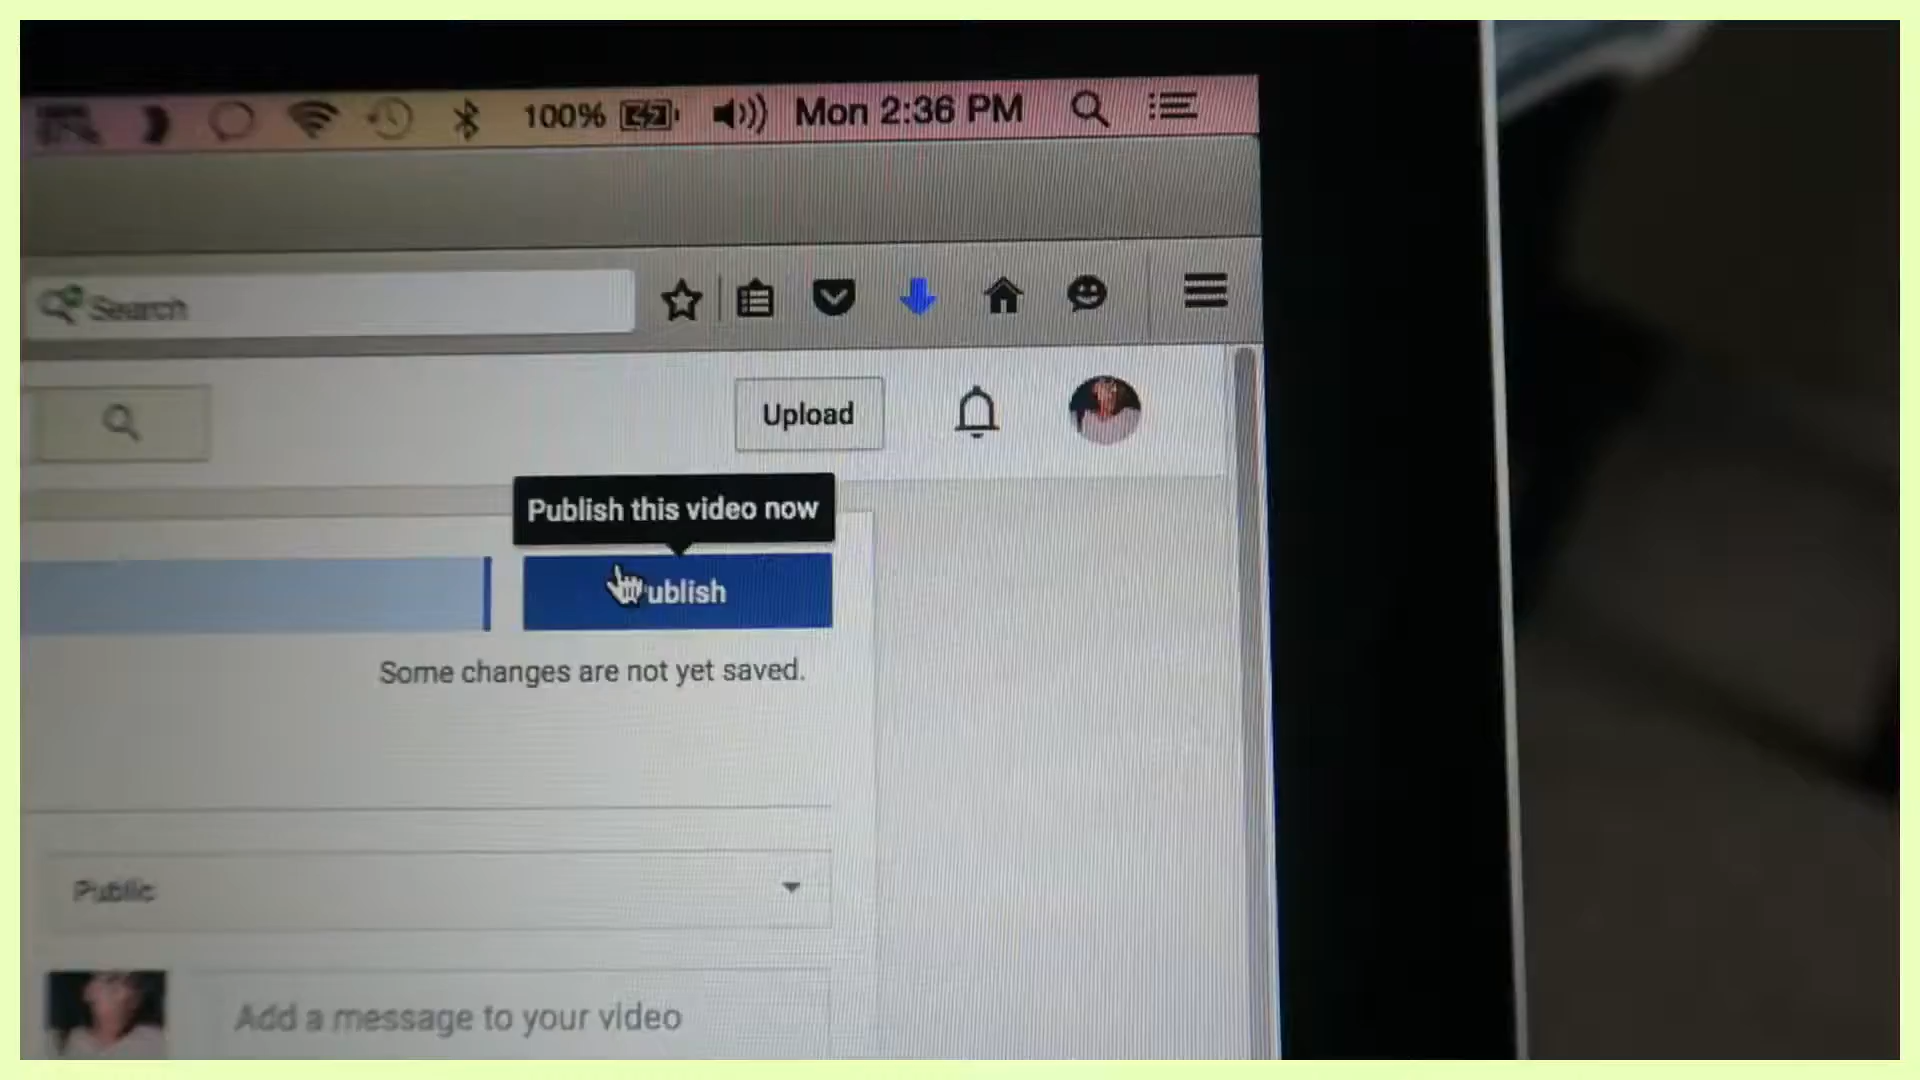 100% Mon 2:36 PM
Search
Upload
Publish this video now
ublish
Some changes are not yet saved.
Public
Add a message to your video